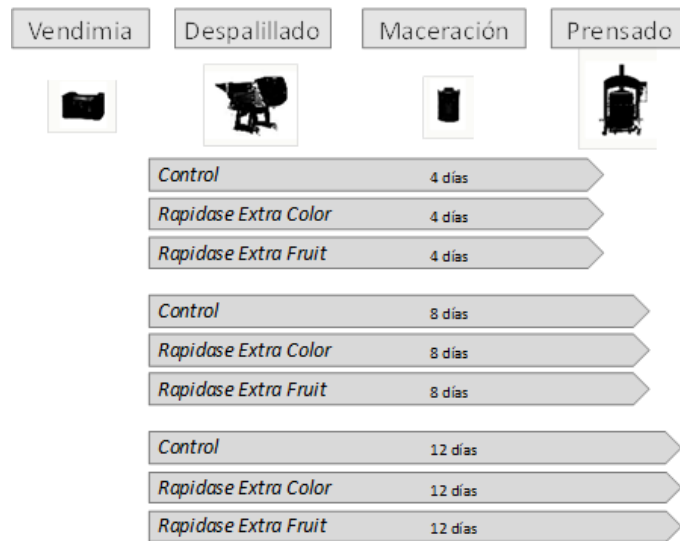 Vendimia Despalillado Maceración Prensado
Control 4 días
Rapidase Extra Color 4 días
Rapidase Extra Fruit 4 días
Control 8 días
Rapidase Extra Color 8 días
Rapidase Extra Fruit 8 días
Control 12 días
Rapidase Extra Color 12 días
Rapidase Extra Fruit 12 días